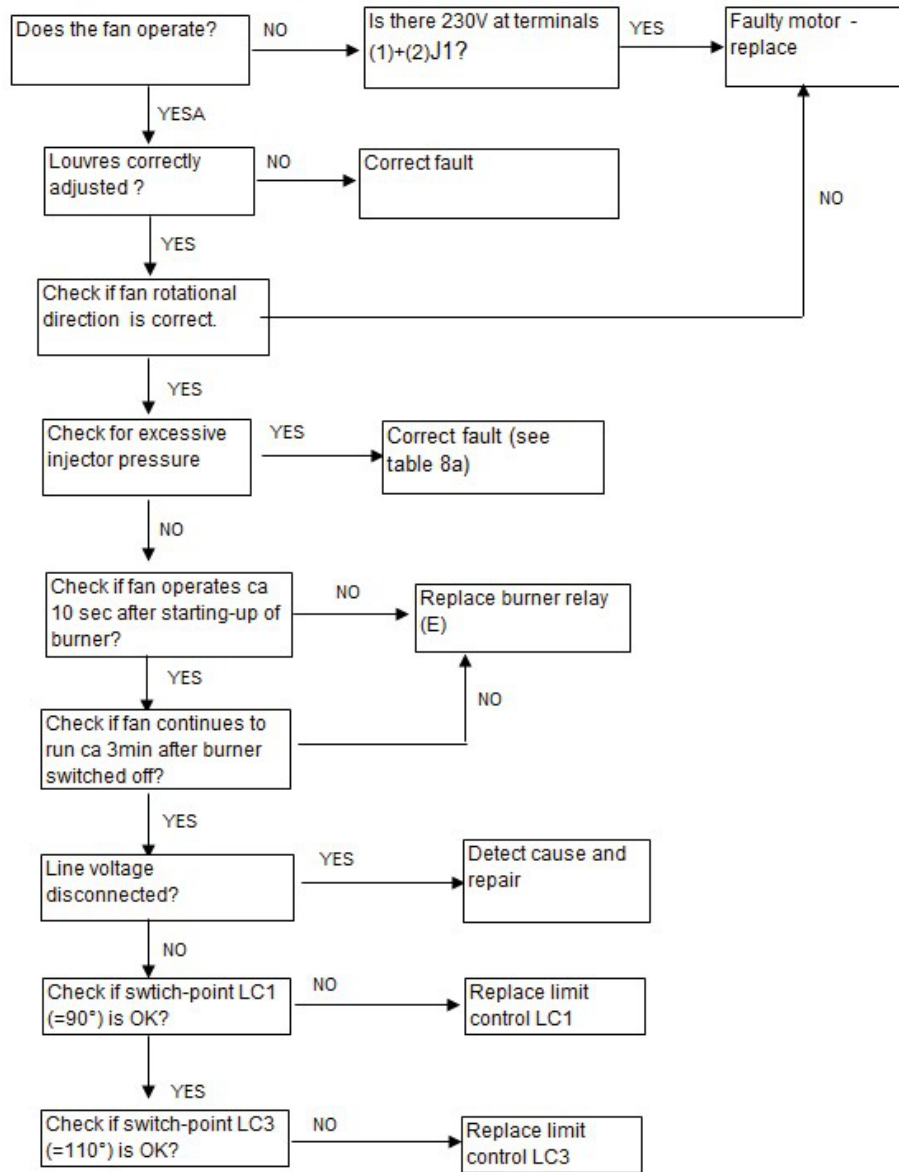 Does the fan operate?
NO
Is there 230V at terminals
(1)+(2)J1?
YES
Faulty motor -
replace
YESA
Louvres correctly
adjusted ?
NO
Correct fault
NO
YES
Check if fan rotational
direction is correct.
YES
Check for excessive
injector pressure
YES
Correct fault (see
table 8a)
NO
Check if fan operates ca
10 sec after starting-up of
burner?
NO
Replace burner relay
(E)
YES
NO
Check if fan continues to
run ca 3min after burner
switched off?
YES
Line voltage
disconnected?
YES
Detect cause and
repair
NO
Check if swtich-point LC1
(=90°) is OK?
NO
Replace limit
control LC1
YES
Check if switch-point LC3
(=110°) is OK?
NO
Replace limit
control LC3